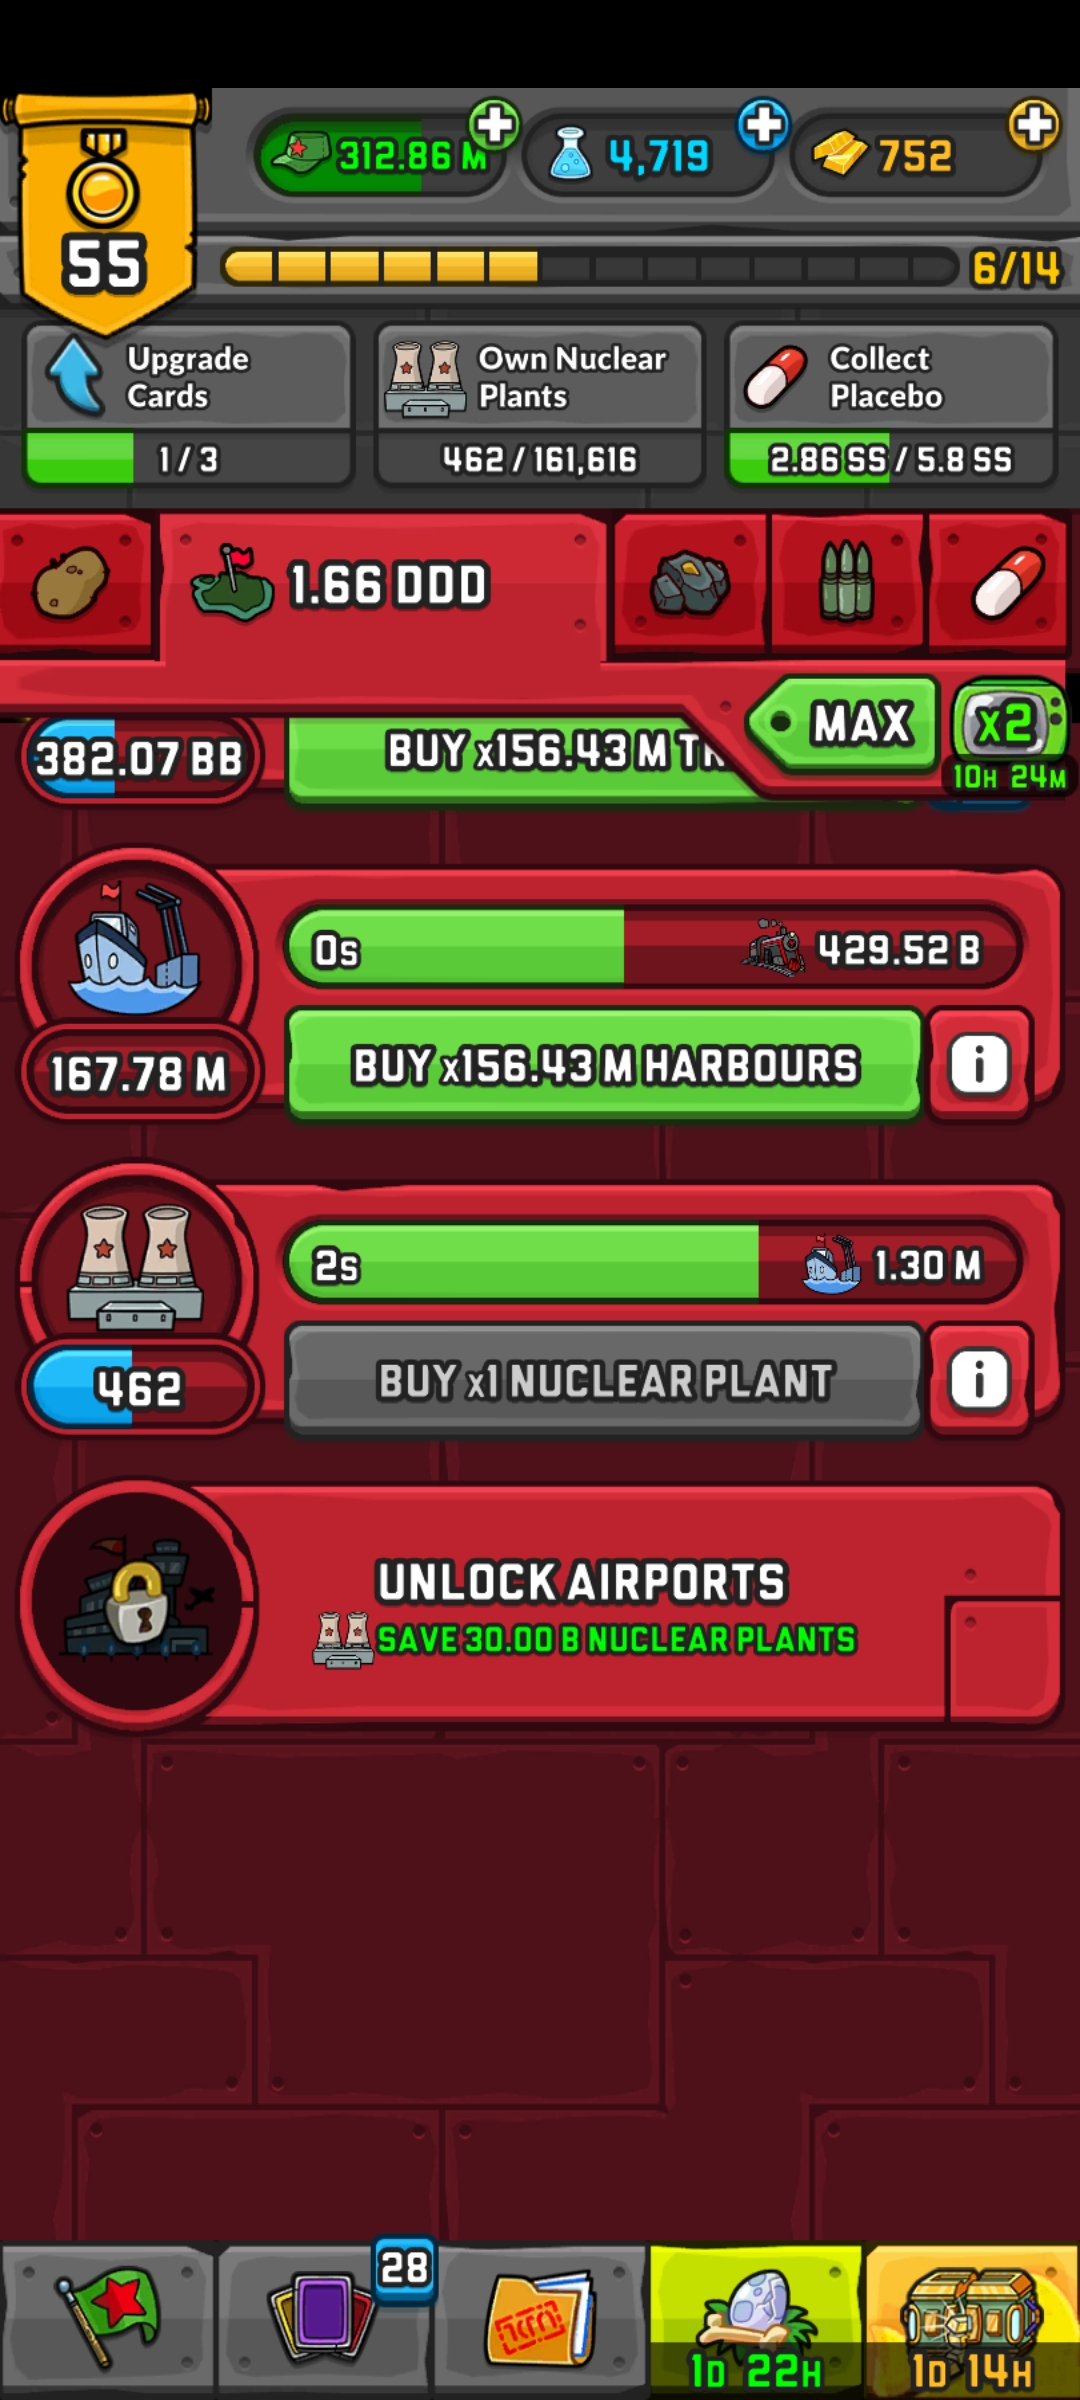 55
312.86 M
4,719
752
6/14
Upgrade
Cards
1 / 3
Own Nuclear
Plants
462 / 161,616
Collect
Placebo
2.86 SS / 5.8 SS
1.66 DDD
MAX
x2
10H 24M
382.07 BB
BUY x156.43 M
0s
429.52 B
167.78 M
BUY x156.43 M HARBOURS
i
2s
1.30 M
462
BUY x1 NUCLEAR PLANT
i
UNLOCK AIRPORTS
SAVE 30.00 B NUCLEAR PLANTS
28
1D 22H
1D 14H